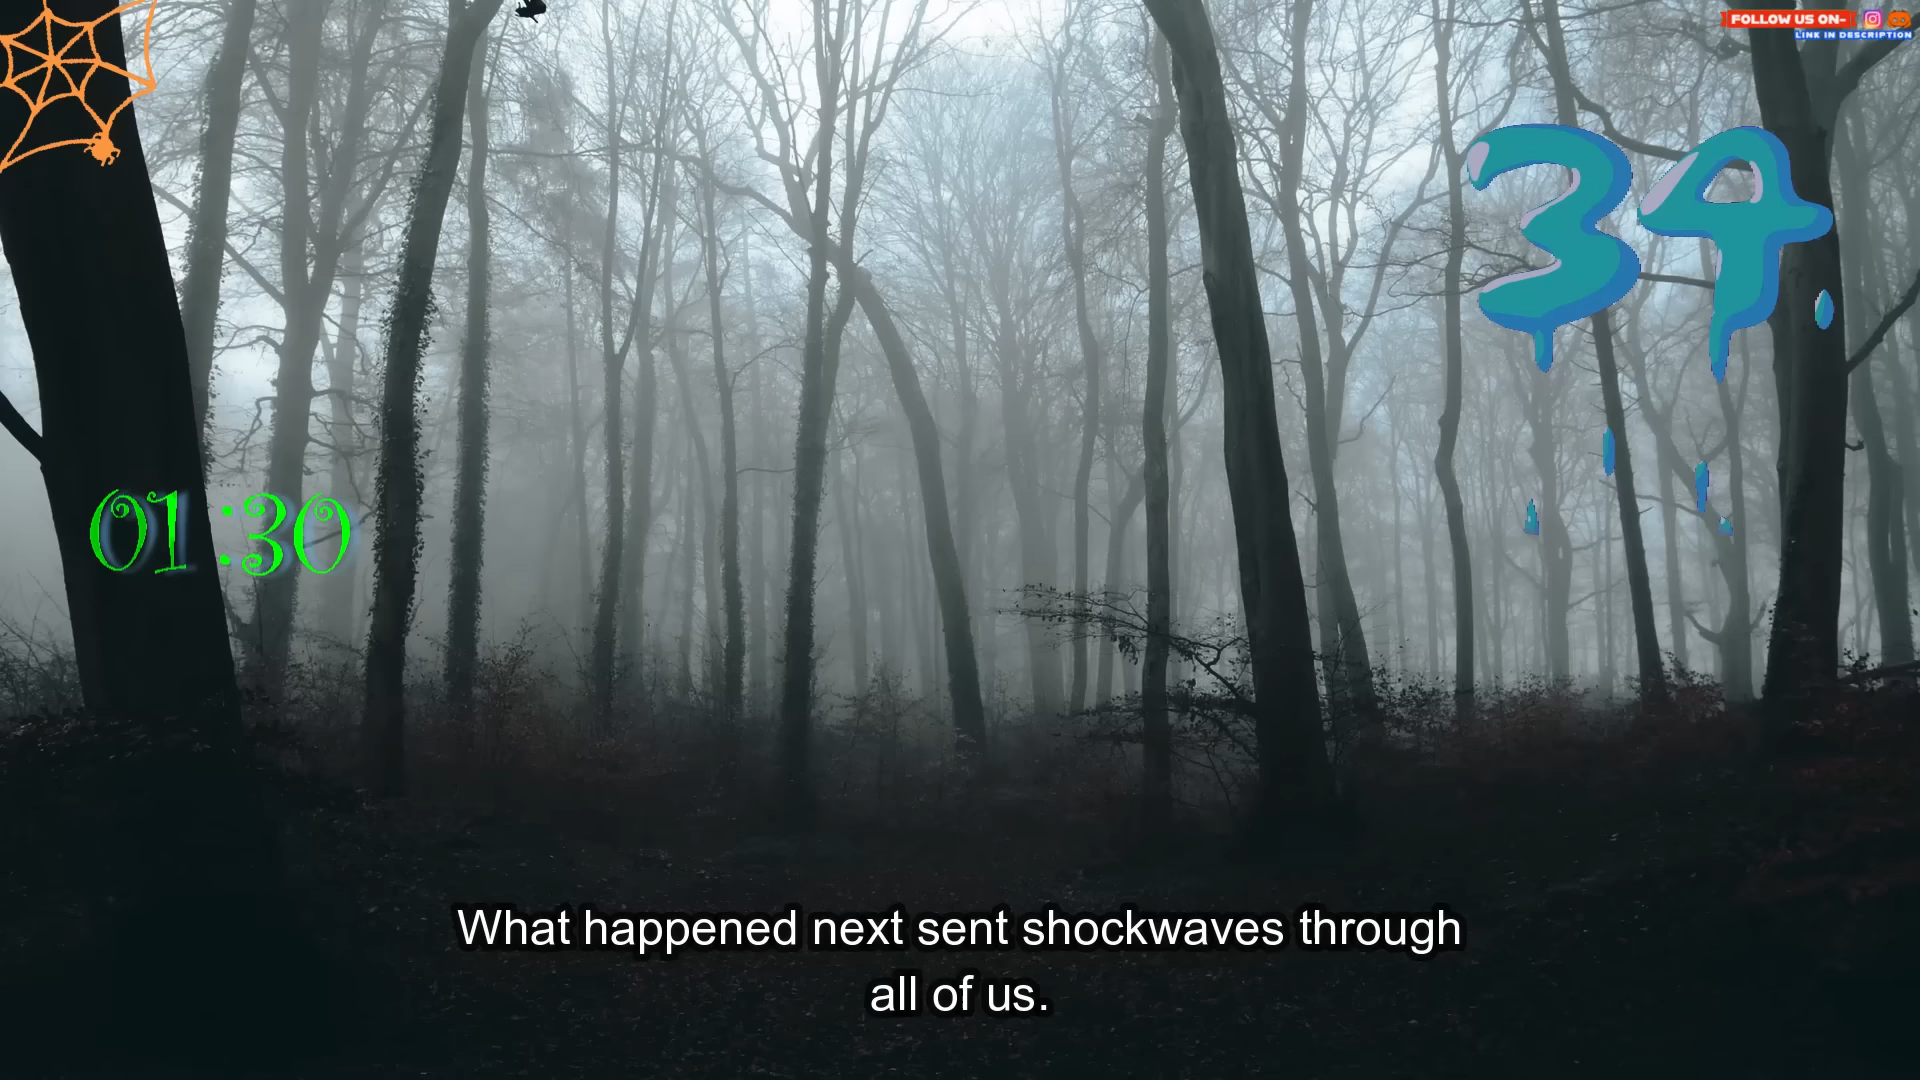 FOLLOW US ON-
LINK IN DESCRIPTION
34
01:30
What happened next sent shockwaves through
all of us.